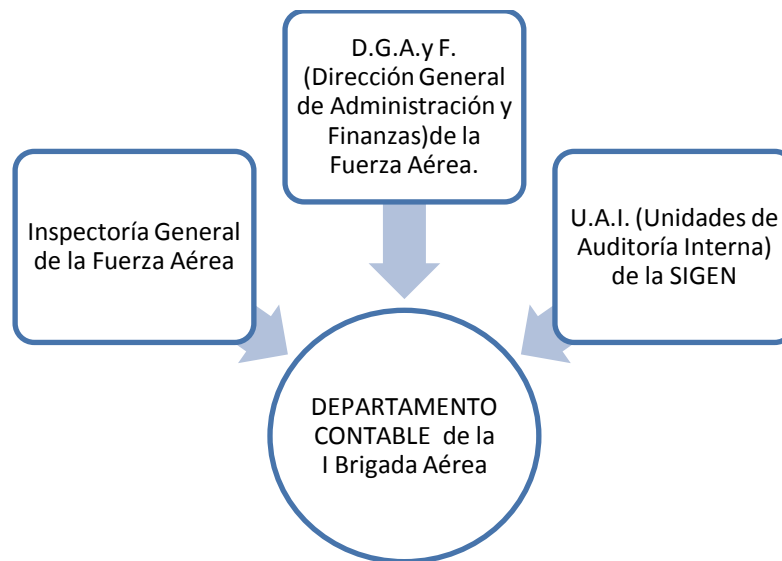 D.G.A.y F.
(Dirección General
de Administración y
Finanzas)de la
Fuerza Aérea.
Inspectoría General
de la Fuerza Aérea
U.A.I. (Unidades de
Auditoría Interna)
de la SIGEN
DEPARTAMENTO
CONTABLE de la
I Brigada Aérea